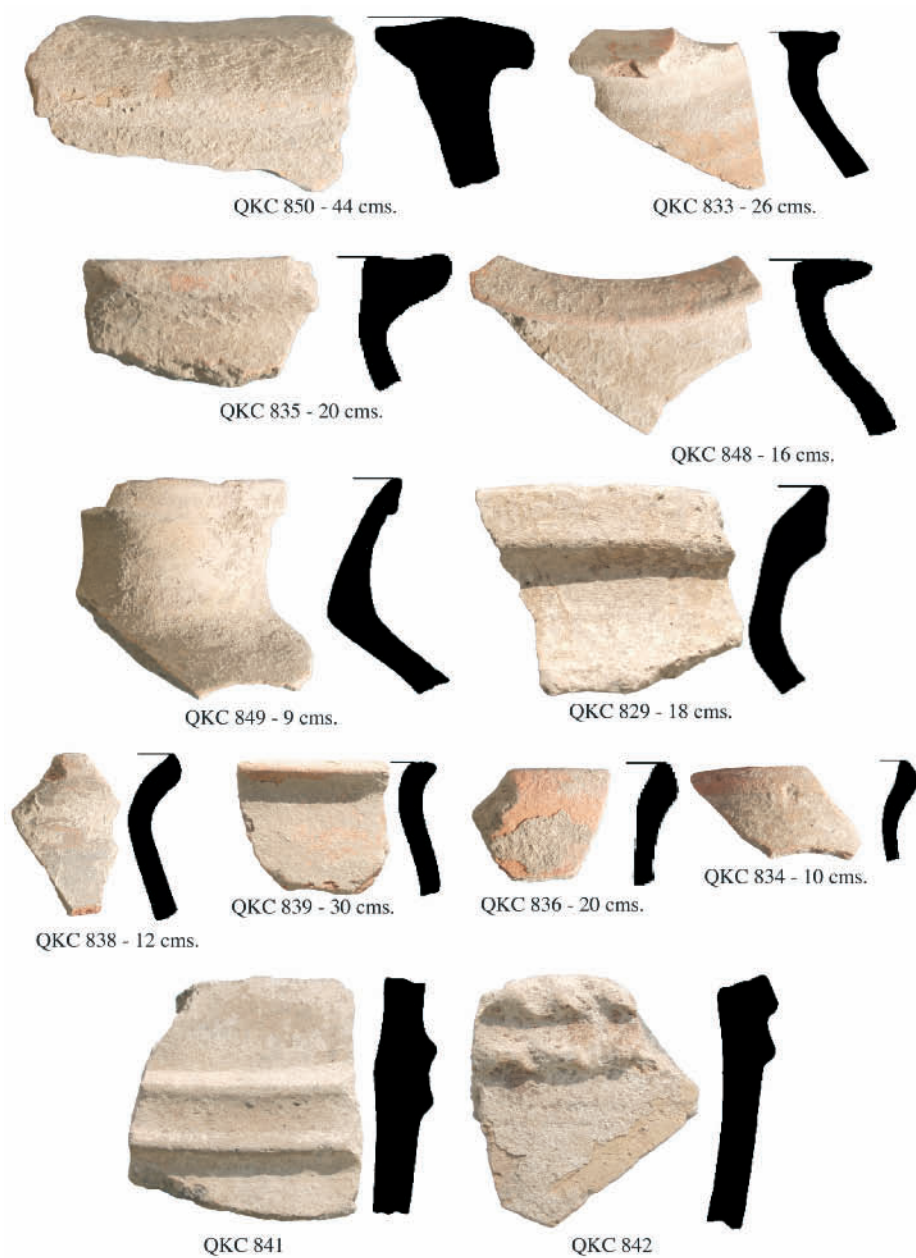 QKC 850 - 44 cms.
QKC 833 - 26 cms.
QKC 835 - 20 cms.
QKC 848 - 16 cms.
QKC 849 - 9 cms.
QKC 829 - 18 cms.
QKC 838 - 12 cms.
QKC 839 - 30 cms.
QKC 836 - 20 cms.
QKC 834 - 10 cms.
QKC 841
QKC 842